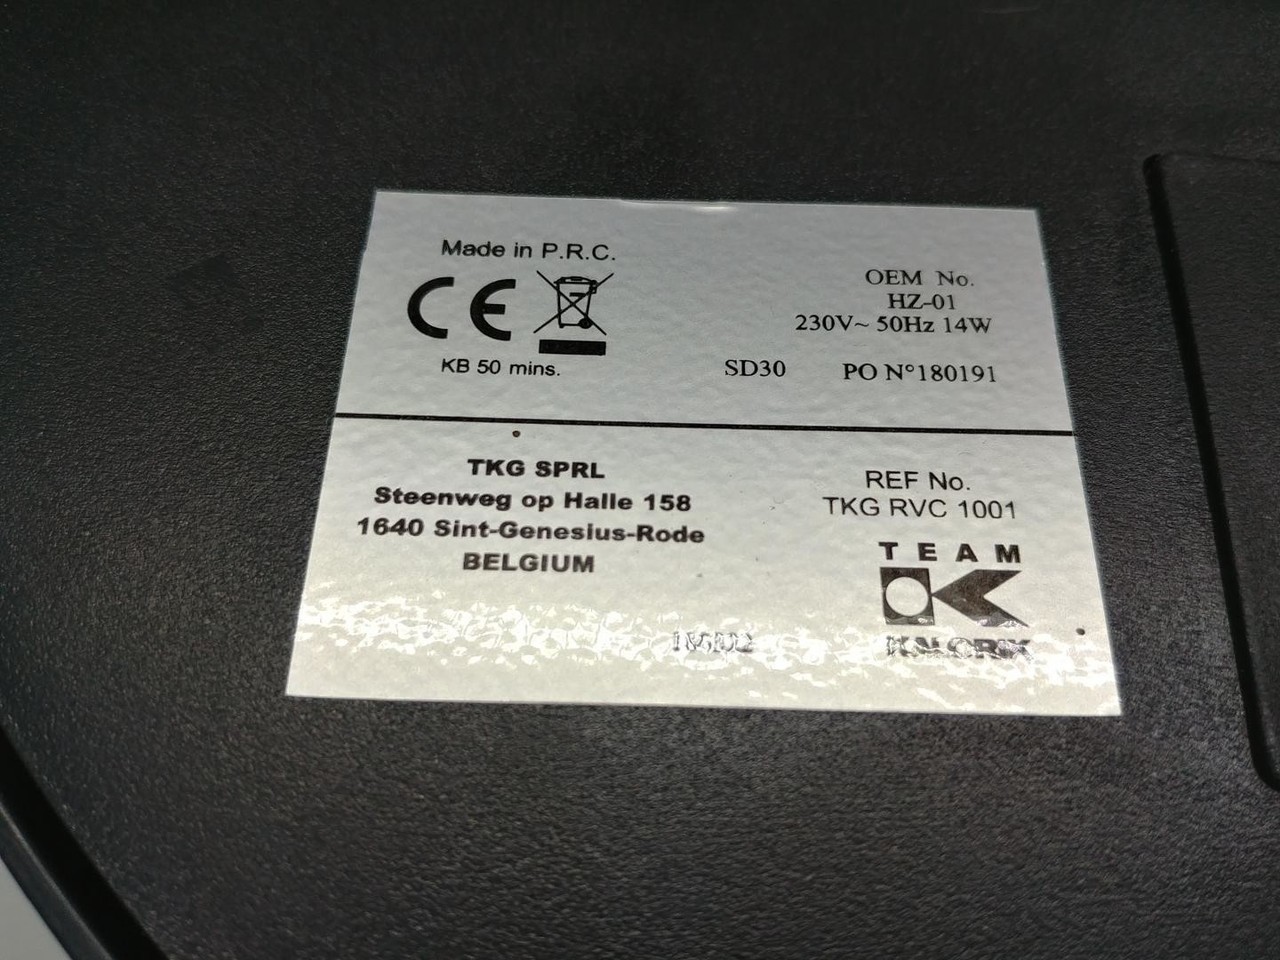 Made in P.R.C.
CE
KB 50 mins.
OEM No.
HZ-01
230V~ 50Hz 14W
SD30 PO N°180191
TKG SPRL
Steenweg op Halle 158
1640 Sint-Genesius-Rode
BELGIUM
REF No.
TKG RVC 1001
TEAM
K
KALORIK